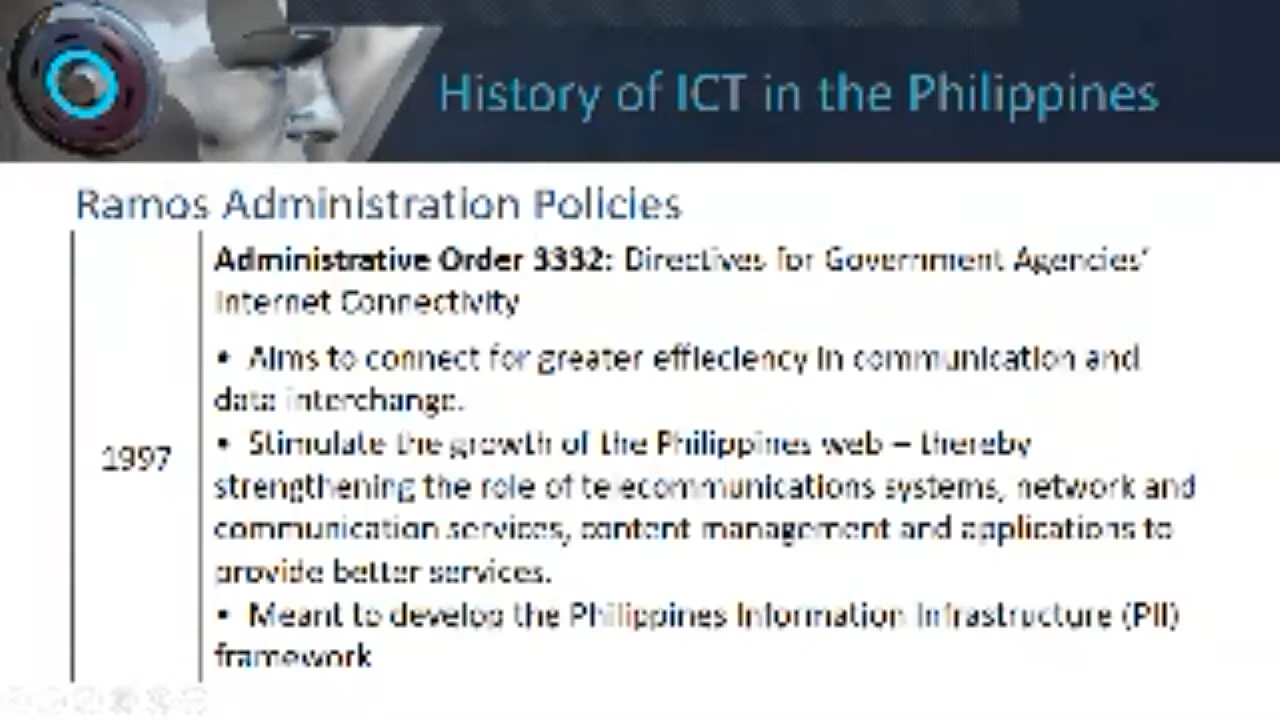 History of ICT in the Philippines
Ramos Administration Policies
Administrative Order 3332: Directives for Government Agencies'
Internet Connectivity
• Aims to connect for greater effieciency in communication and
data interchange.
1997
• Stimulate the growth of the Philippines web – thereby
strengthening the role of telecommunications systems, network and
communication services, content management and applications to
provide better services.
• Meant to develop the Philippines Information Infrastructure (PII)
framework